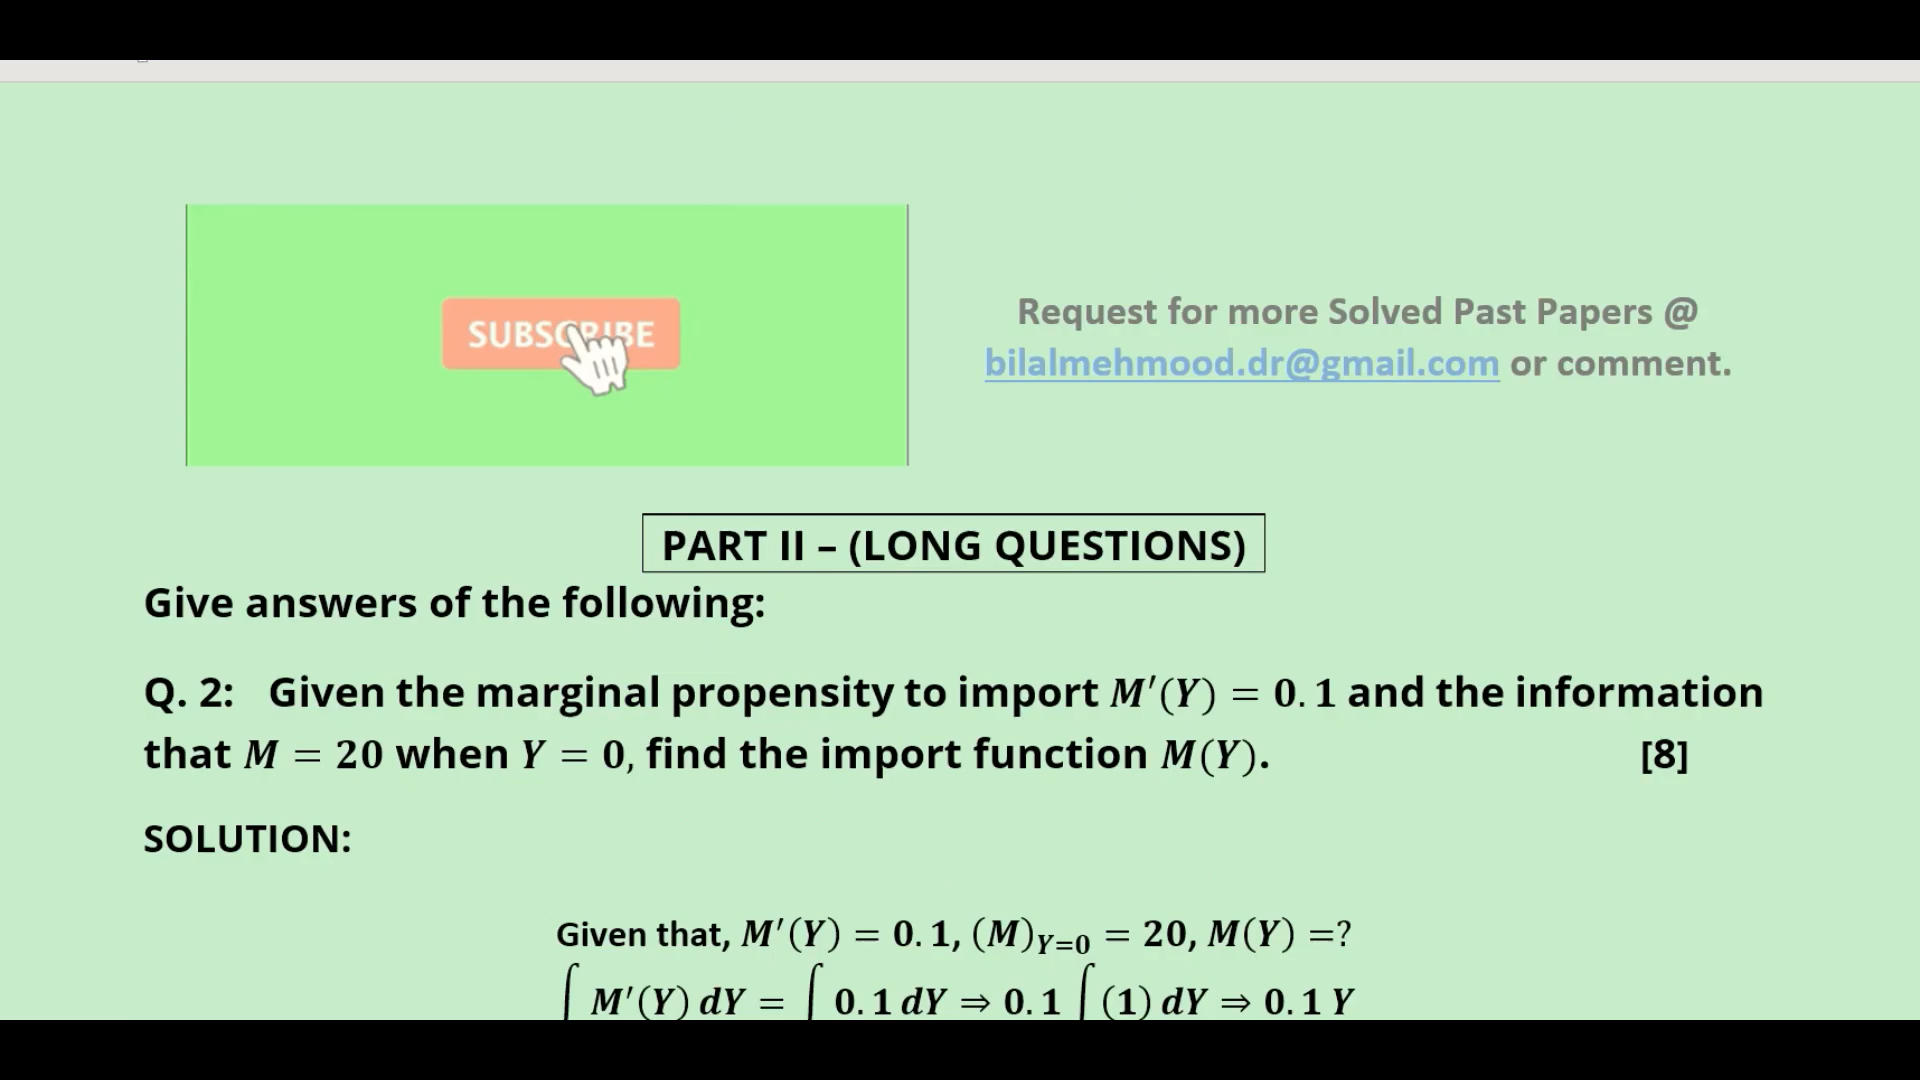 SUBSCRIBE
Request for more Solved Past Papers @
bilalmehmood.dr@gmail.com or comment.
PART II – (LONG QUESTIONS)
Give answers of the following:
Q. 2: Given the marginal propensity to import M′(Y) = 0.1 and the information
that M = 20 when Y = 0, find the import function M(Y). [8]
SOLUTION:
Given that, M′(Y) = 0.1, (M)_{Y=0} = 20, M(Y) =?
∫ M′(Y) dY = ∫ 0.1 dY ⇒ 0.1 ∫ (1) dY ⇒ 0.1 Y